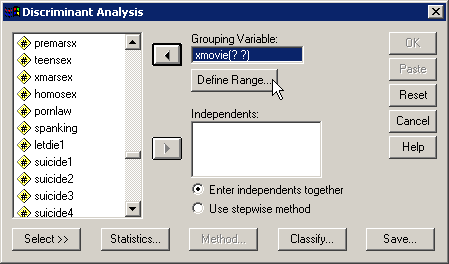 Discriminant Analysis
premarsx
teensex
xmarsex
homosex
pornlaw
spanking
letdie1
suicide1
suicide2
suicide3
suicide4
Grouping Variable:
xmovie(? ?)
Define Range...
Independents:
Enter independents together
Use stepwise method
OK
Paste
Reset
Cancel
Help
Select >>
Statistics...
Method...
Classify...
Save...